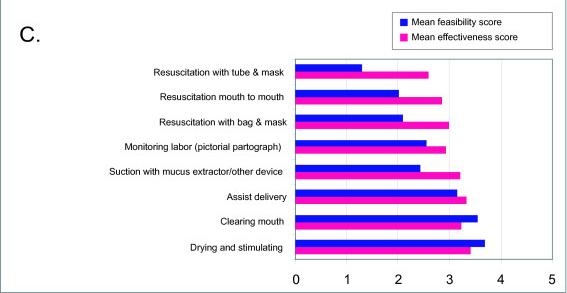 C.
Mean feasibility score
Mean effectiveness score
Resuscitation with tube & mask
Resuscitation mouth to mouth
Resuscitation with bag & mask
Monitoring labor (pictorial partograph)
Suction with mucus extractor/other device
Assist delivery
Clearing mouth
Drying and stimulating
0 1 2 3 4 5